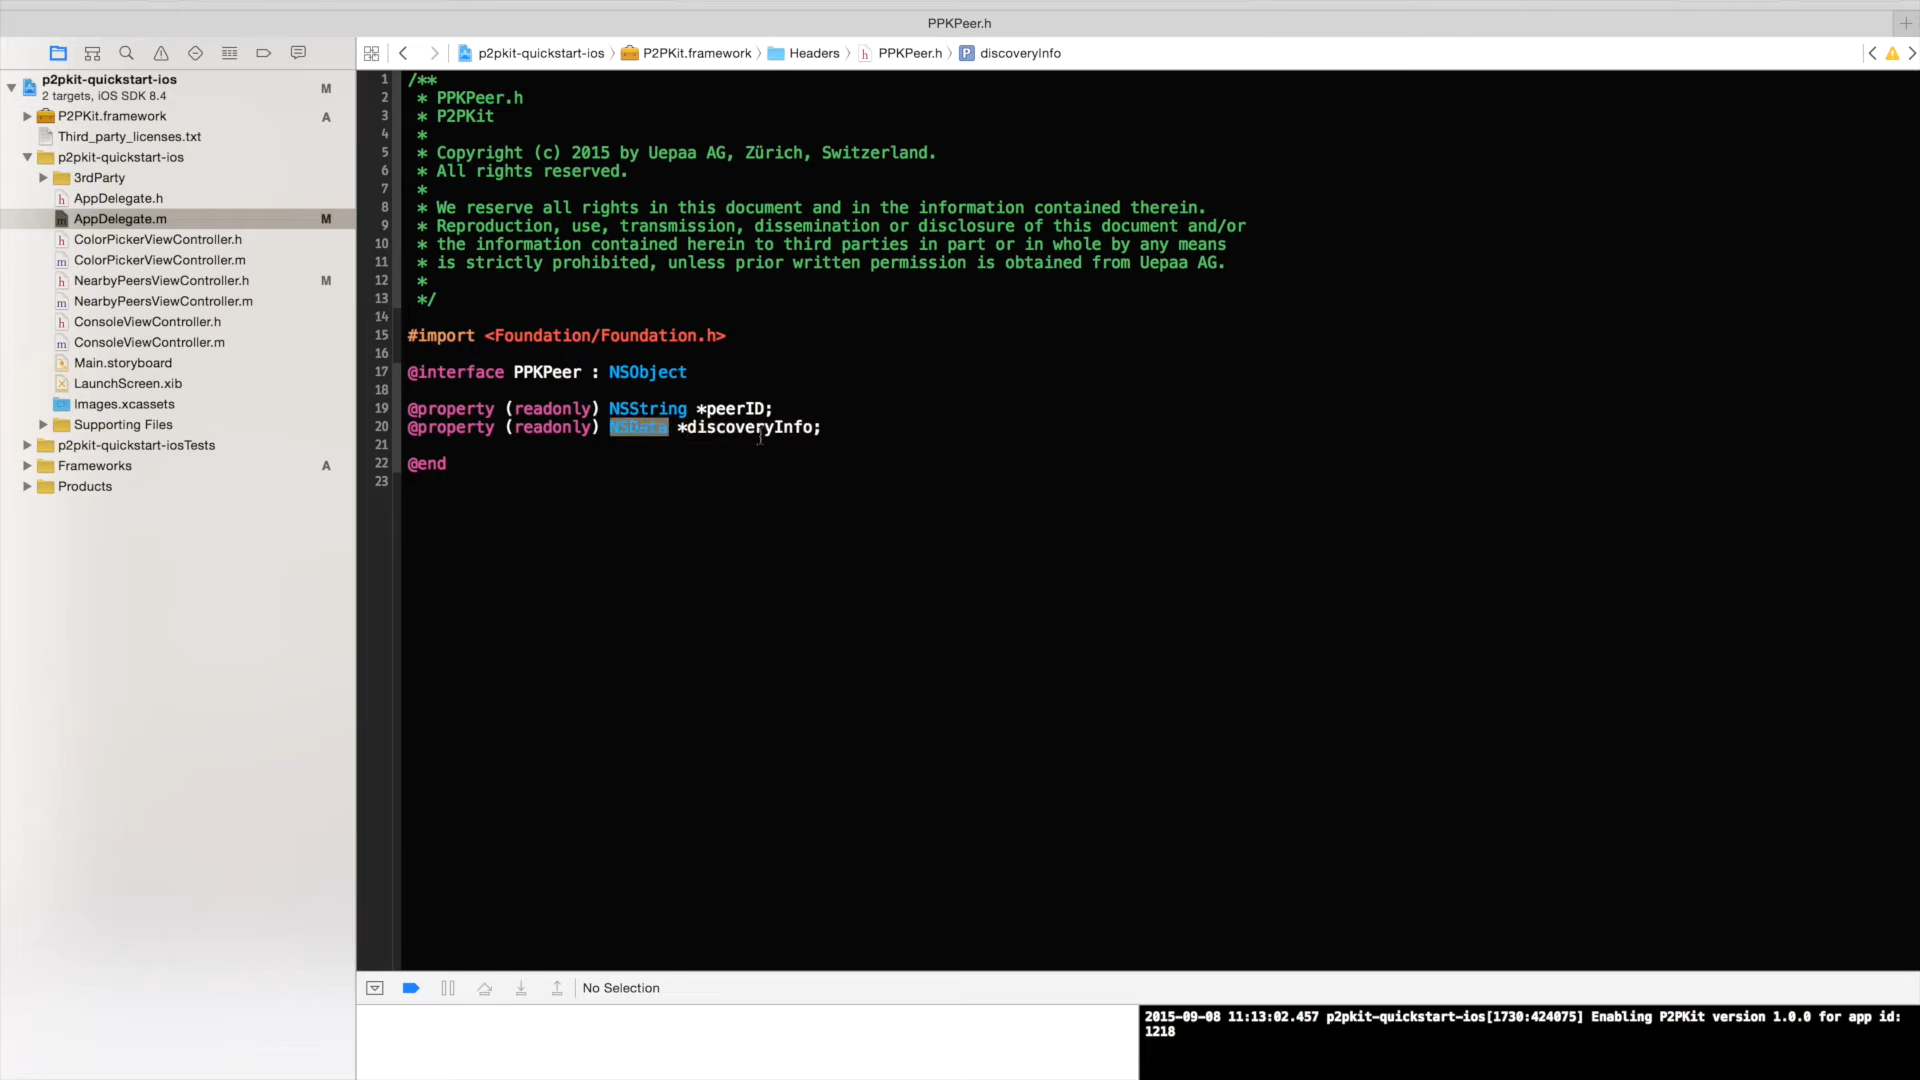 PPKPeer.h
p2pkit-quickstart-ios
P2PKit.framework
Headers
PPKPeer.h
discoveryInfo
p2pkit-quickstart-ios
2 targets, iOS SDK 8.4
M
P2PKit.framework
A
Third_party_licenses.txt
p2pkit-quickstart-ios
3rdParty
AppDelegate.h
AppDelegate.m
M
ColorPickerViewController.h
ColorPickerViewController.m
NearbyPeersViewController.h
M
NearbyPeersViewController.m
ConsoleViewController.h
ConsoleViewController.m
Main.storyboard
LaunchScreen.xib
Images.xcassets
Supporting Files
p2pkit-quickstart-iosTests
Frameworks
A
Products
1 /**
2  * PPKPeer.h
3  * P2PKit
4  *
5  * Copyright (c) 2015 by Uepaa AG, Zürich, Switzerland.
6  * All rights reserved.
7  *
8  * We reserve all rights in this document and in the information contained therein.
9  * Reproduction, use, transmission, dissemination or disclosure of this document and/or
10  * the information contained herein to third parties in part or in whole by any means
11  * is strictly prohibited, unless prior written permission is obtained from Uepaa AG.
12  *
13  */
14
15 #import <Foundation/Foundation.h>
16
17 @interface PPKPeer : NSObject
18
19 @property (readonly) NSString *peerID;
20 @property (readonly) NSData *discoveryInfo;
21
22 @end
23
No Selection
2015-09-08 11:13:02.457 p2pkit-quickstart-ios[1730:424075] Enabling P2PKit version 1.0.0 for app id:
1218